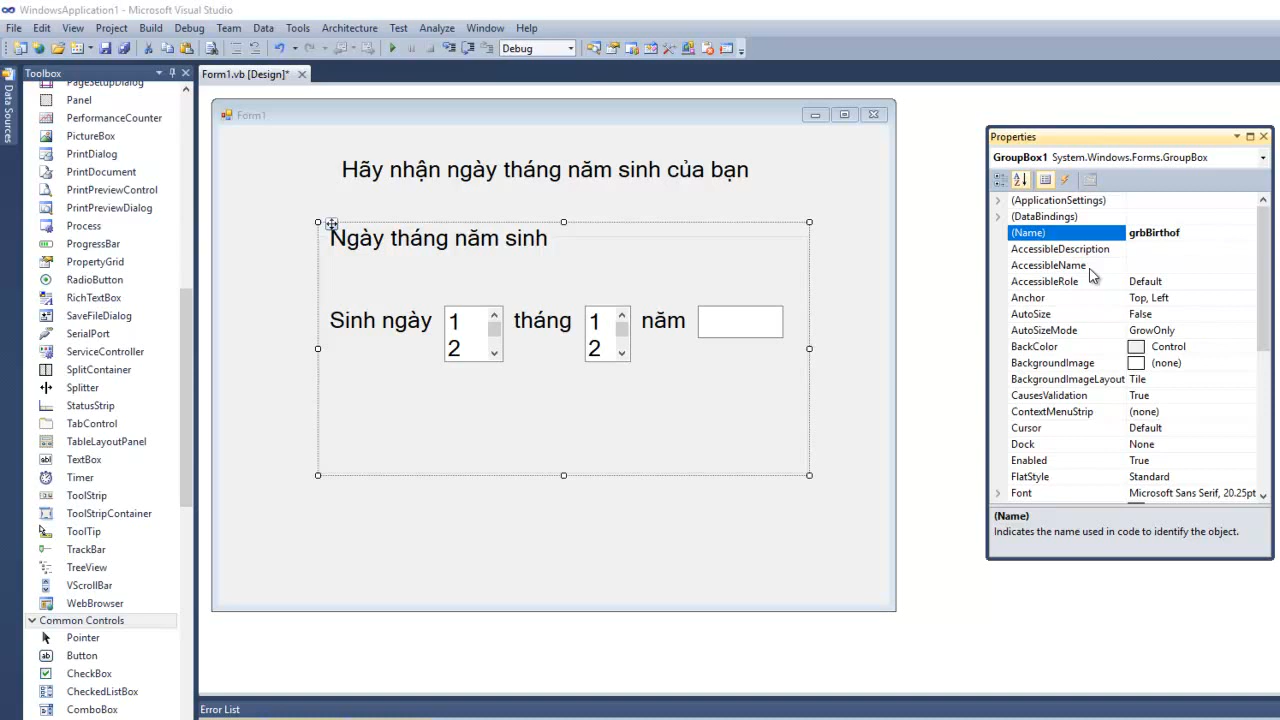 WindowsApplication1 - Microsoft Visual Studio
File Edit View Project Build Debug Team Data Tools Architecture Test Analyze Window Help
Debug
Data Sources
Toolbox
PageSetupDialog
Panel
PerformanceCounter
PictureBox
PrintDialog
PrintDocument
PrintPreviewControl
PrintPreviewDialog
Process
ProgressBar
PropertyGrid
RadioButton
RichTextBox
SaveFileDialog
SerialPort
ServiceController
SplitContainer
Splitter
StatusStrip
TabControl
TableLayoutPanel
TextBox
Timer
ToolStrip
ToolStripContainer
ToolTip
TrackBar
TreeView
VScrollBar
WebBrowser
Common Controls
Pointer
Button
CheckBox
CheckedListBox
ComboBox
Form1.vb [Design]*
Form1
Hãy nhận ngày tháng năm sinh của bạn
Ngày tháng năm sinh
Sinh ngày 1 tháng 1 năm
2 2
Error List
Properties
GroupBox1 System.Windows.Forms.GroupBox
(ApplicationSettings)
(DataBindings)
(Name) grbBirthof
AccessibleDescription
AccessibleName
AccessibleRole Default
Anchor Top, Left
AutoSize False
AutoSizeMode GrowOnly
BackColor Control
BackgroundImage (none)
BackgroundImageLayout Tile
CausesValidation True
ContextMenuStrip (none)
Cursor Default
Dock None
Enabled True
FlatStyle Standard
Font Microsoft Sans Serif, 20.25pt
(Name)
Indicates the name used in code to identify the object.